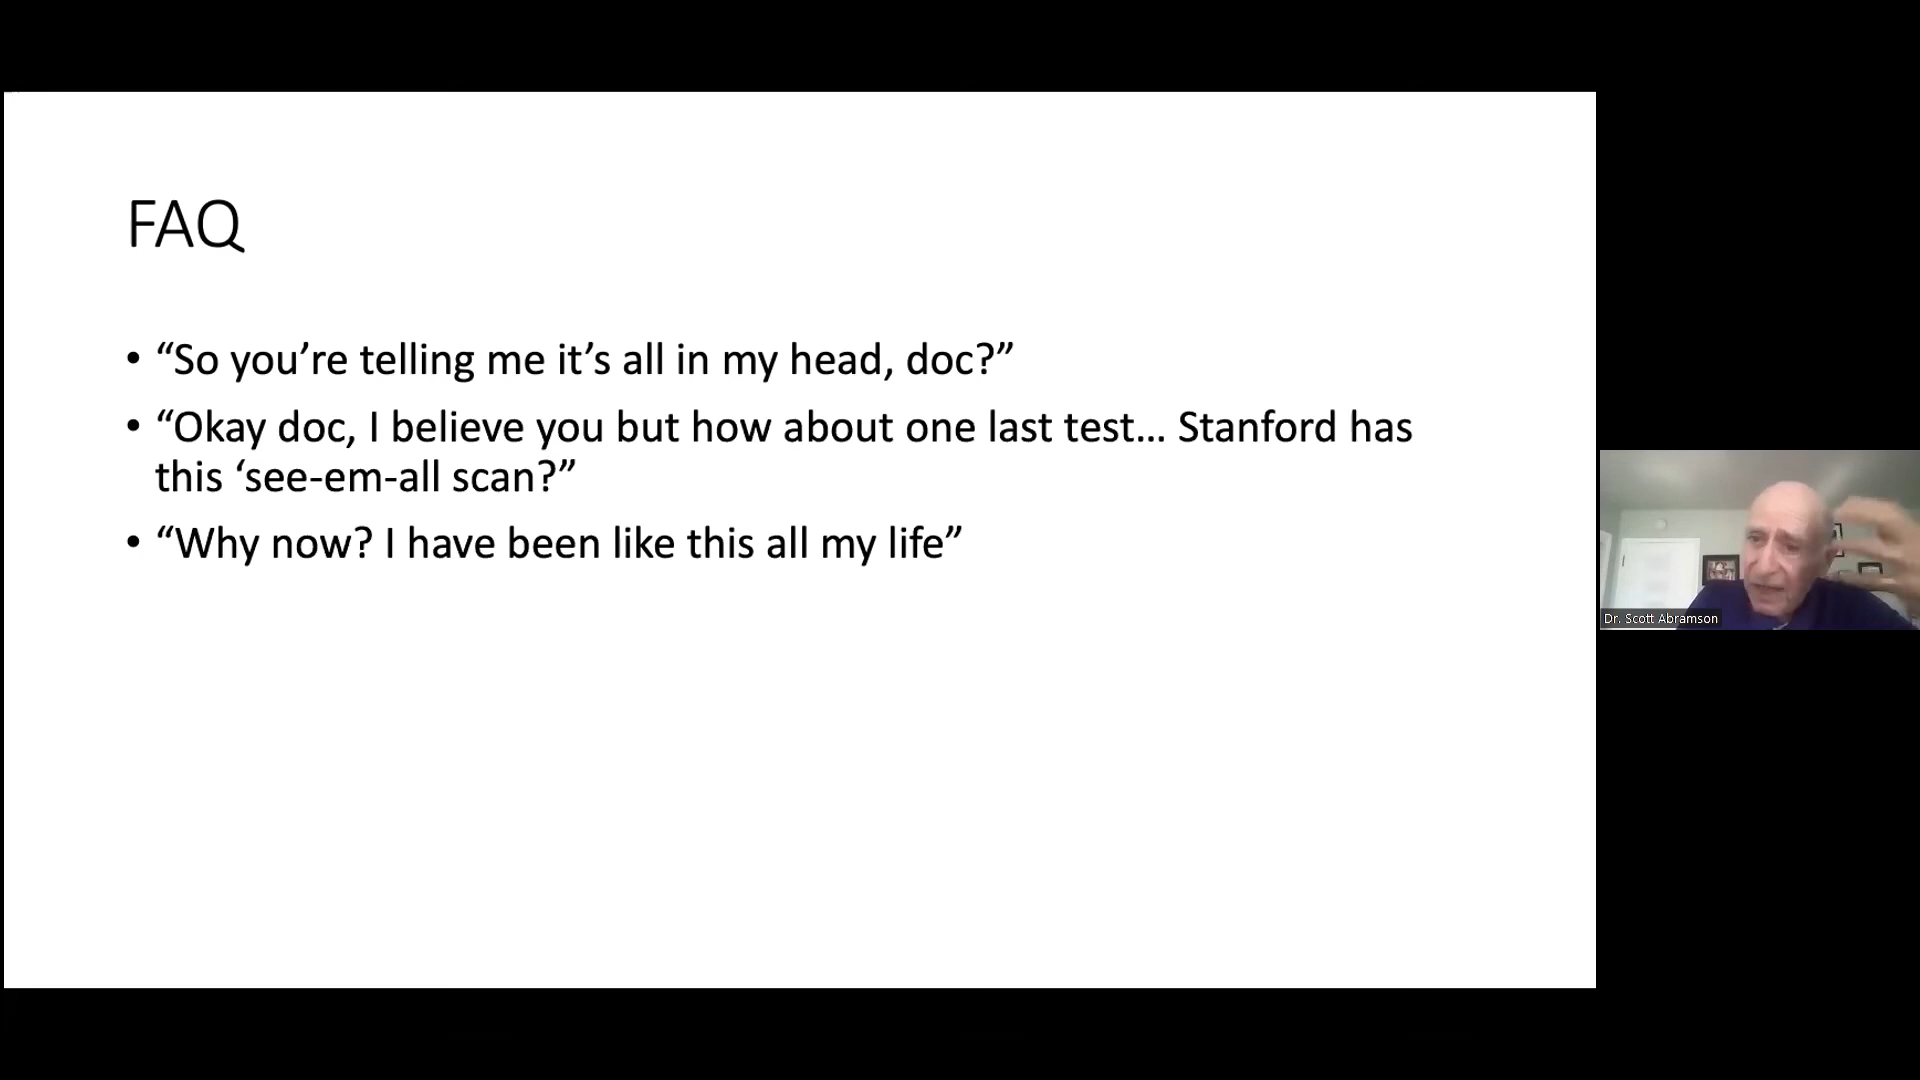 FAQ
• “So you’re telling me it’s all in my head, doc?”
• “Okay doc, I believe you but how about one last test... Stanford has
this ‘see-em-all scan?”
• “Why now? I have been like this all my life”
Dr. Scott Abramson